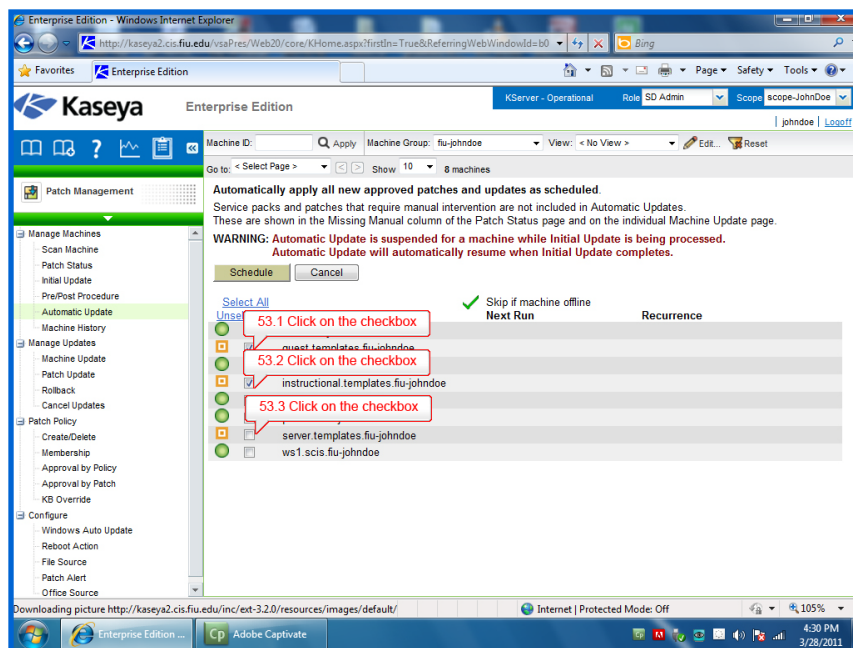 Enterprise Edition - Windows Internet Explorer
http://kaseya2.cis.fiu.edu/vsaPres/Web20/core/KHome.aspx?firstIn=True&ReferringWebWindowId=b0
Bing
Favorites
Enterprise Edition
Page
Safety
Tools
Kaseya
Enterprise Edition
KServer - Operational
Role SD Admin
Scope scope-JohnDoe
johndoe
Logoff
Machine ID:
Apply
Machine Group: fiu-johndoe
View: < No View >
Edit...
Reset
Go to: < Select Page >
Show 10
8 machines
Patch Management
Manage Machines
Scan Machine
Patch Status
Initial Update
Pre/Post Procedure
Automatic Update
Machine History
Manage Updates
Machine Update
Patch Update
Rollback
Cancel Updates
Patch Policy
Create/Delete
Membership
Approval by Policy
Approval by Patch
KB Override
Configure
Windows Auto Update
Reboot Action
File Source
Patch Alert
Office Source
Automatically apply all new approved patches and updates as scheduled.
Service packs and patches that require manual intervention are not included in Automatic Updates.
These are shown in the Missing Manual column of the Patch Status page and on the individual Machine Update page.
WARNING: Automatic Update is suspended for a machine while Initial Update is being processed.
Automatic Update will automatically resume when Initial Update completes.
Schedule
Cancel
Select All
Skip if machine offline
Next Run
Recurrence
53.1 Click on the checkbox
guest.templates.fiu-johndoe
53.2 Click on the checkbox
instructional.templates.fiu-johndoe
53.3 Click on the checkbox
server.templates.fiu-johndoe
ws1.scis.fiu-johndoe
Downloading picture http://kaseya2.cis.fiu.edu/inc/ext-3.2.0/resources/images/default/
Internet | Protected Mode: Off
105%
Enterprise Edition ...
Cp Adobe Captivate
4:30 PM
3/28/2011